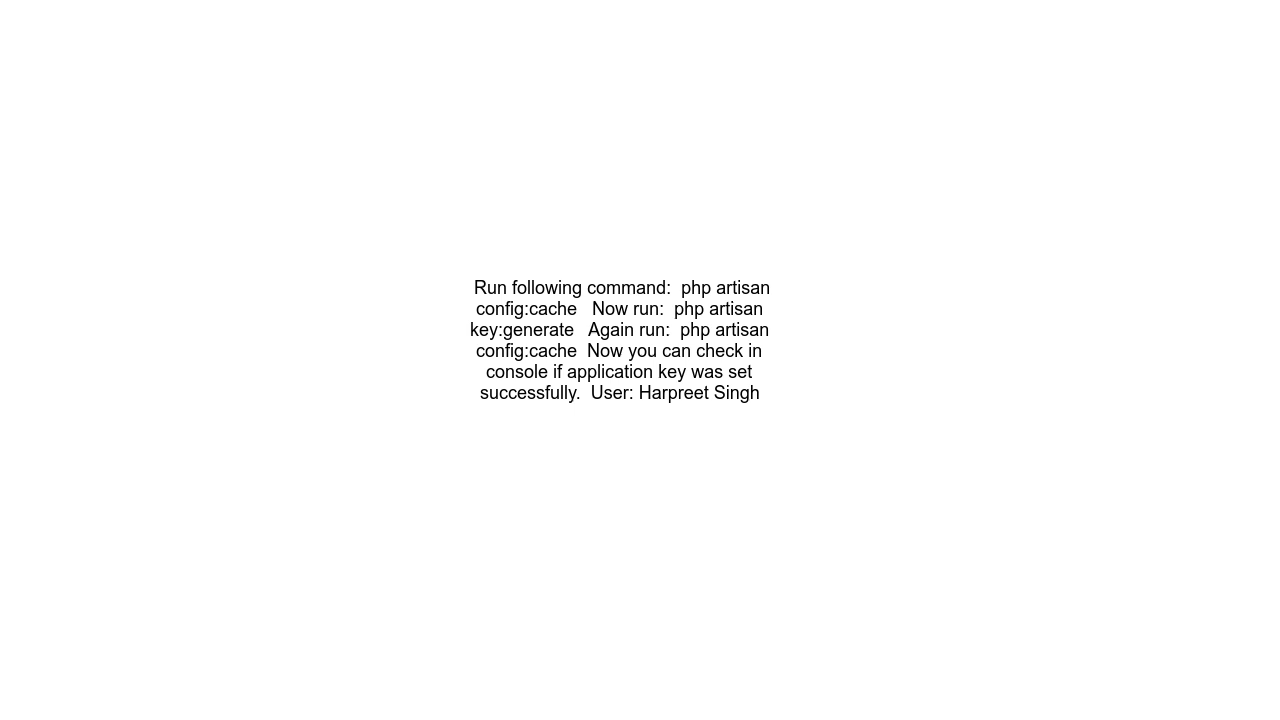 Run following command:  php artisan
config:cache   Now run:  php artisan
key:generate   Again run:  php artisan
config:cache  Now you can check in
console if application key was set
successfully.  User: Harpreet Singh